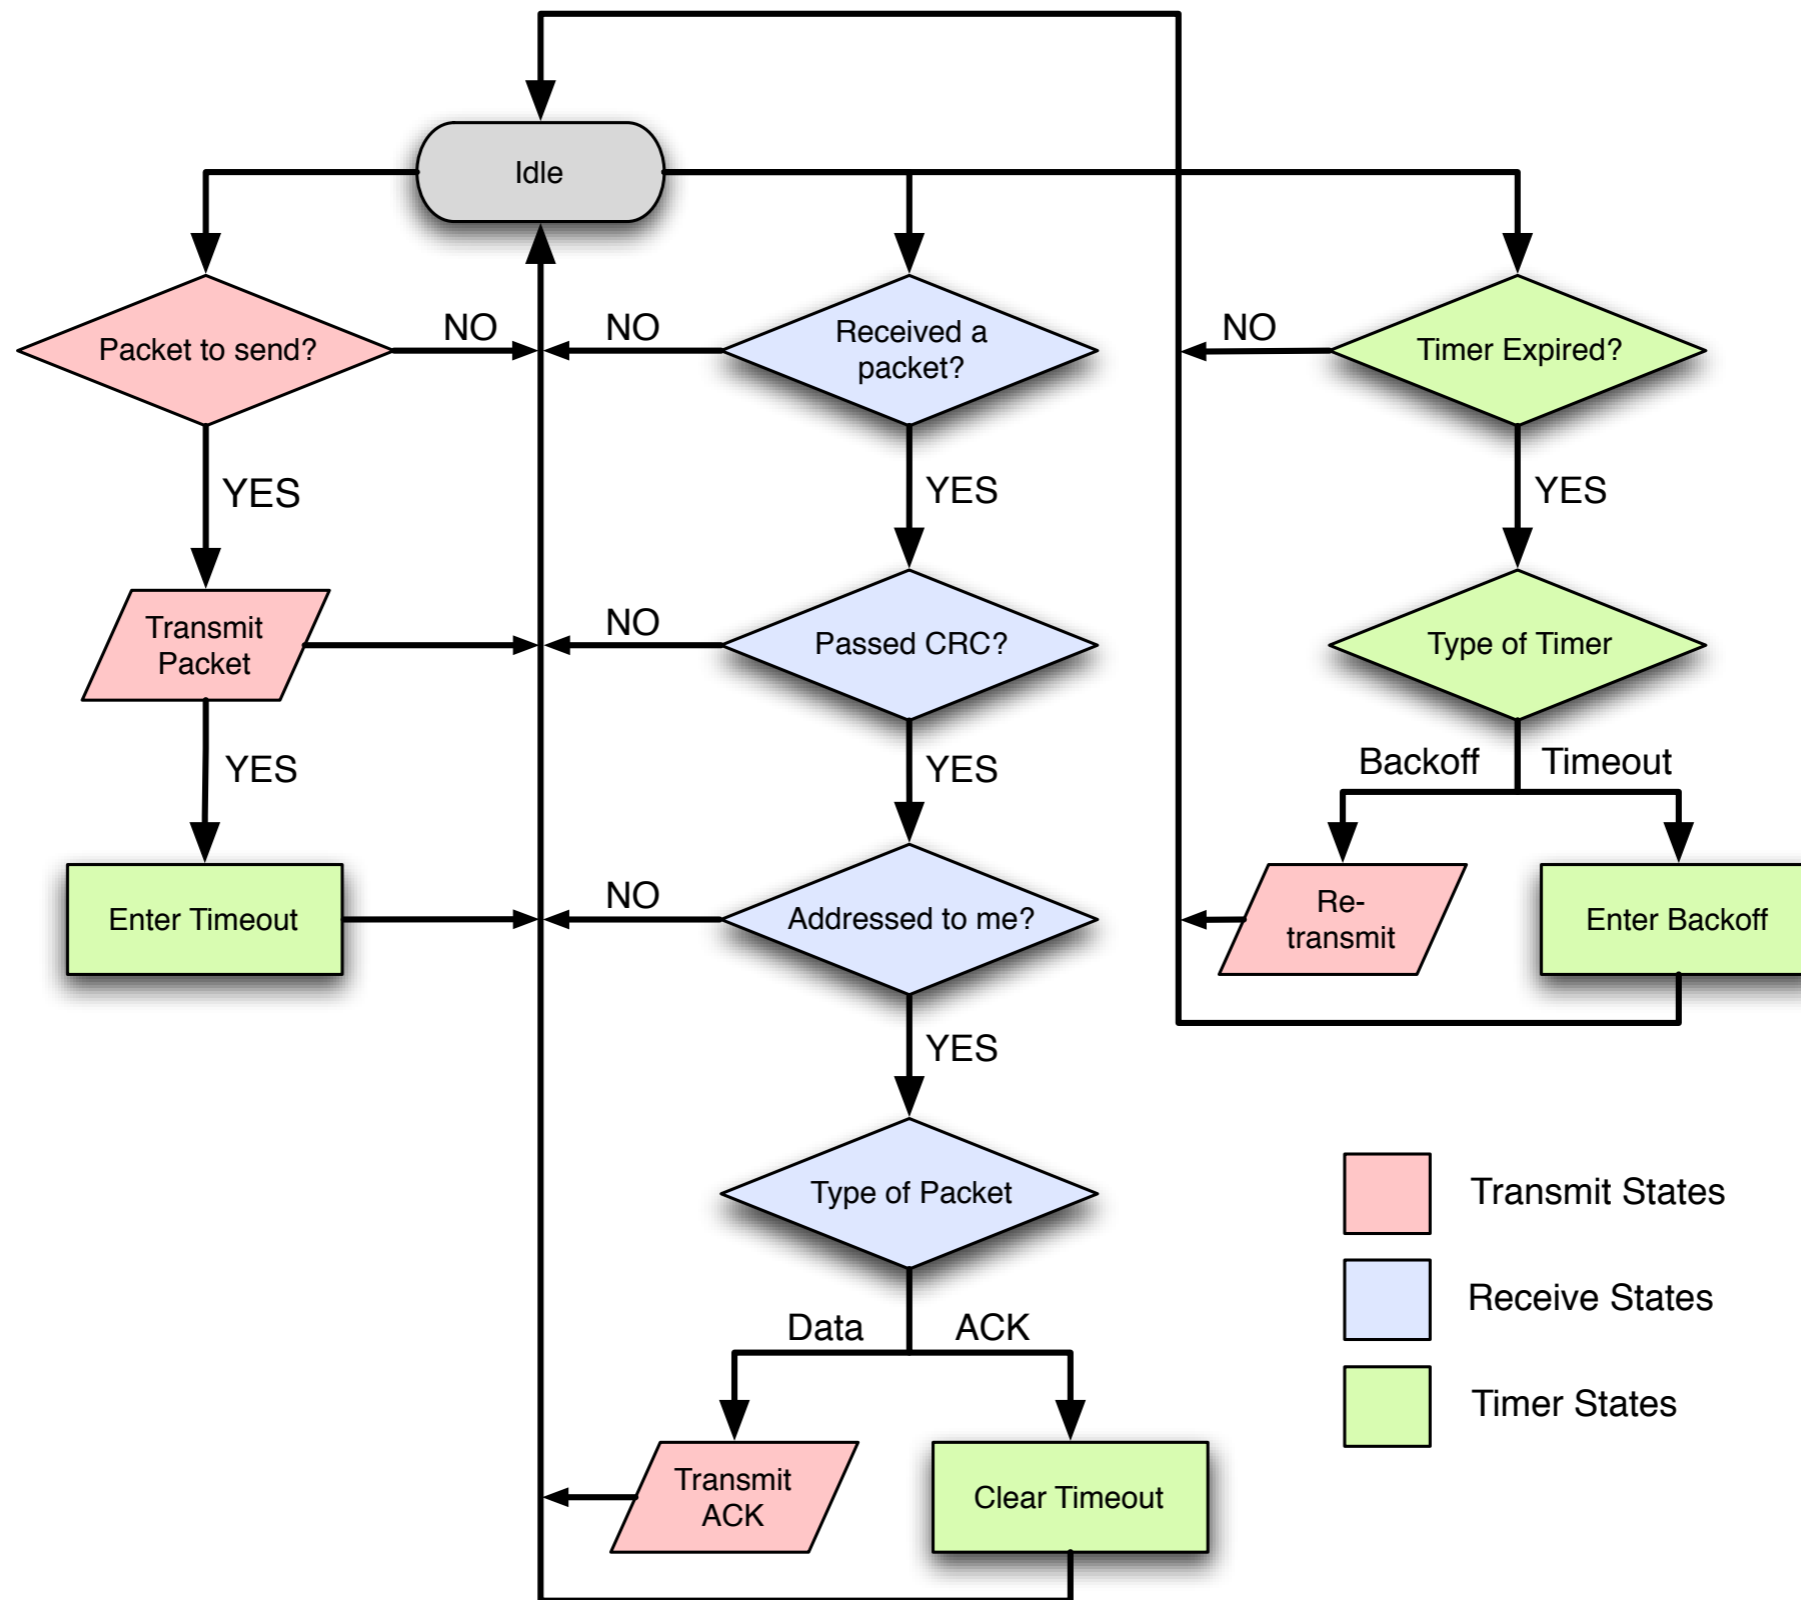 Idle
Packet to send?
NO
NO
Received a
packet?
NO
Timer Expired?
YES
YES
YES
Transmit
Packet
NO
Passed CRC?
Type of Timer
YES
YES
Backoff
Timeout
Enter Timeout
NO
Addressed to me?
Re-
transmit
Enter Backoff
YES
Type of Packet
Transmit States
Receive States
Data
ACK
Timer States
Transmit
ACK
Clear Timeout